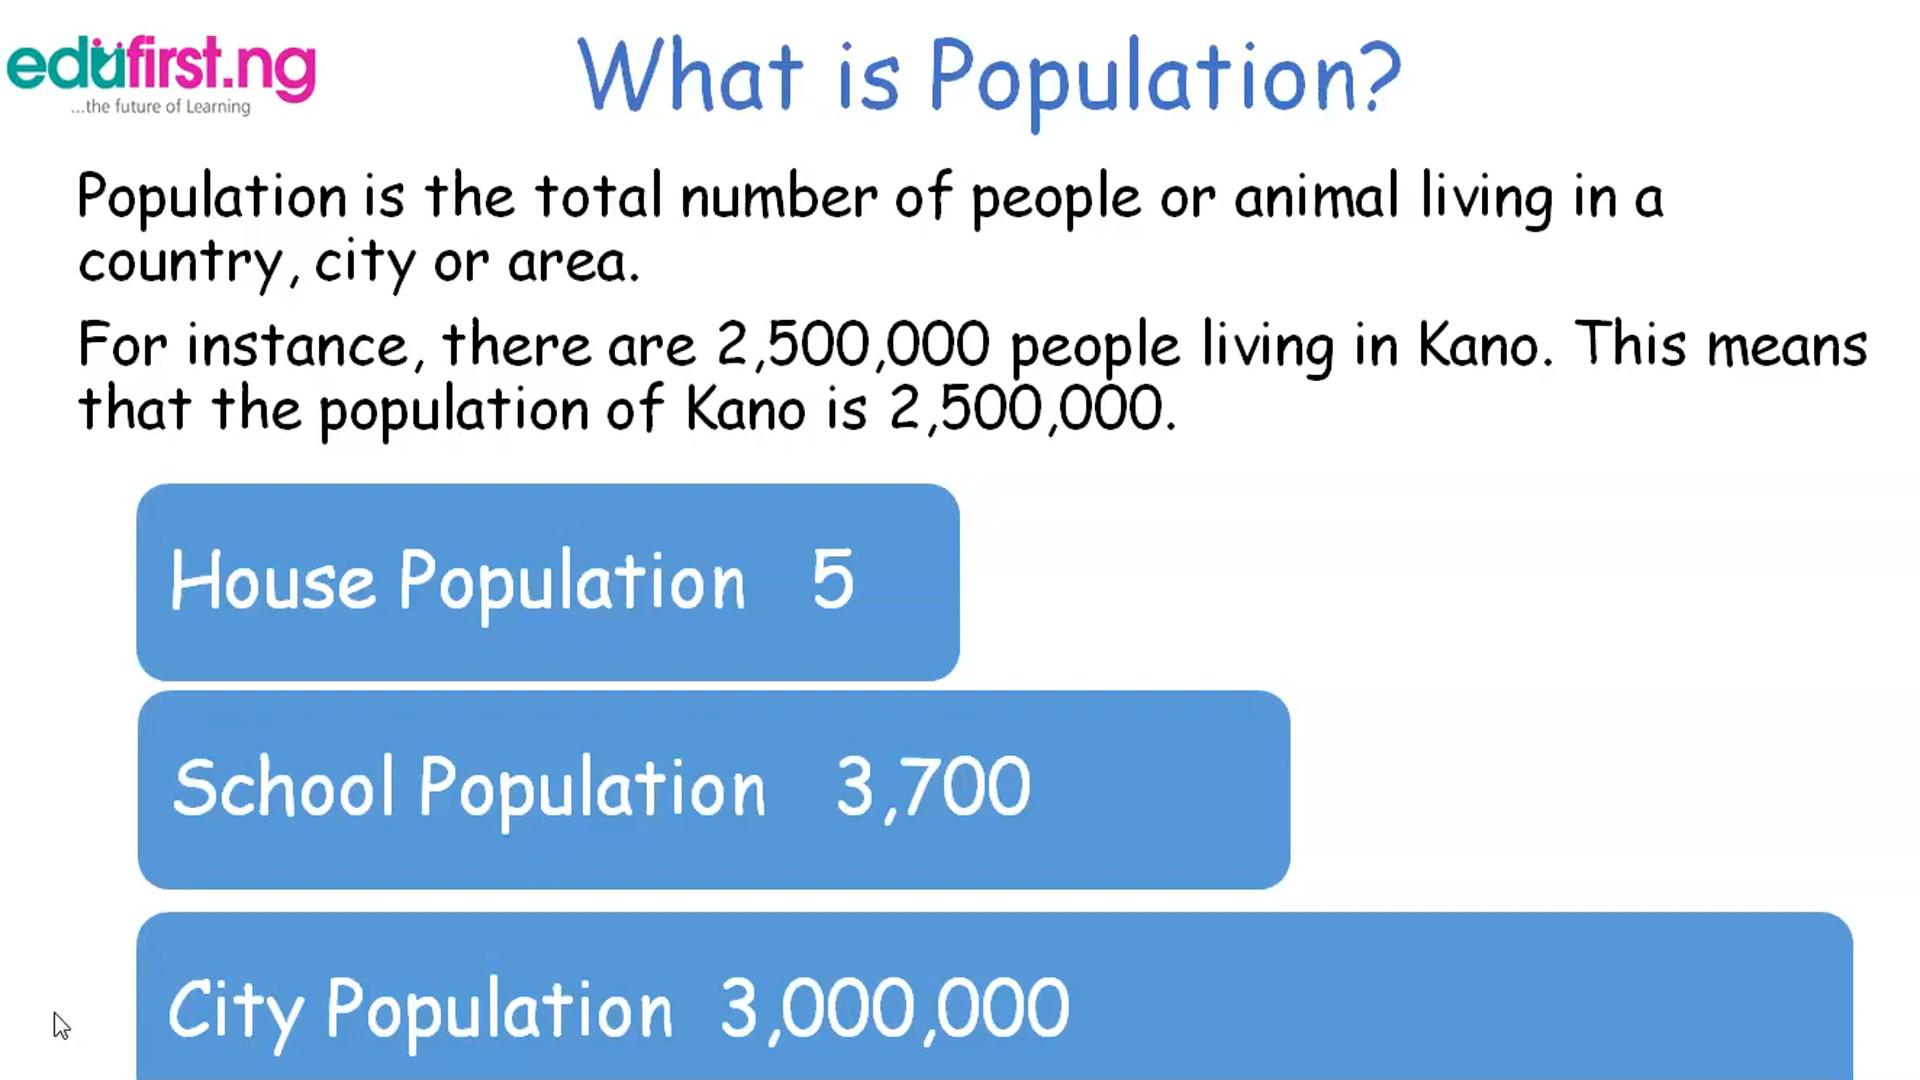 edufirst.ng
...the future of Learning
What is Population?
Population is the total number of people or animal living in a
country, city or area.
For instance, there are 2,500,000 people living in Kano. This means
that the population of Kano is 2,500,000.
House Population 5
School Population 3,700
City Population 3,000,000